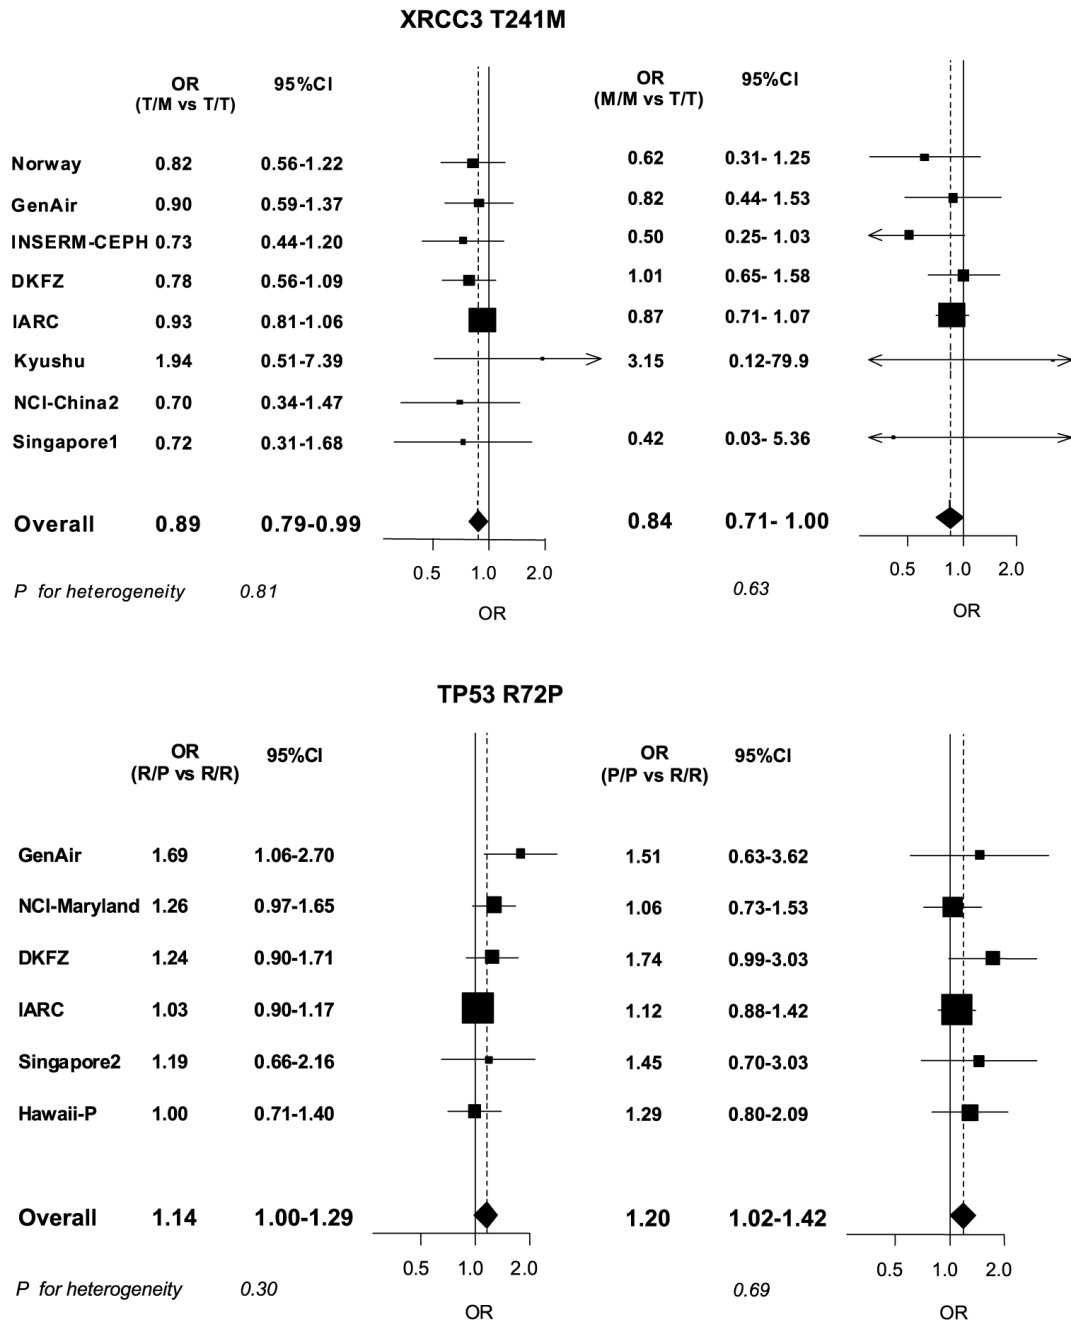 XRCC3 T241M
OR 95%CI OR 95%CI
(T/M vs T/T) (M/M vs T/T)
Norway 0.82 0.56-1.22 0.62 0.31- 1.25
GenAir 0.90 0.59-1.37 0.82 0.44- 1.53
INSERM-CEPH 0.73 0.44-1.20 0.50 0.25- 1.03
DKFZ 0.78 0.56-1.09 1.01 0.65- 1.58
IARC 0.93 0.81-1.06 0.87 0.71- 1.07
Kyushu 1.94 0.51-7.39 3.15 0.12-79.9
NCI-China2 0.70 0.34-1.47
Singapore1 0.72 0.31-1.68 0.42 0.03- 5.36
Overall 0.89 0.79-0.99 0.84 0.71- 1.00
0.5 1.0 2.0 0.5 1.0 2.0
P for heterogeneity 0.81 0.63
OR OR
TP53 R72P
OR 95%CI OR 95%CI
(R/P vs R/R) (P/P vs R/R)
GenAir 1.69 1.06-2.70 1.51 0.63-3.62
NCI-Maryland 1.26 0.97-1.65 1.06 0.73-1.53
DKFZ 1.24 0.90-1.71 1.74 0.99-3.03
IARC 1.03 0.90-1.17 1.12 0.88-1.42
Singapore2 1.19 0.66-2.16 1.45 0.70-3.03
Hawaii-P 1.00 0.71-1.40 1.29 0.80-2.09
Overall 1.14 1.00-1.29 1.20 1.02-1.42
0.5 1.0 2.0 0.5 1.0 2.0
P for heterogeneity 0.30 0.69
OR OR